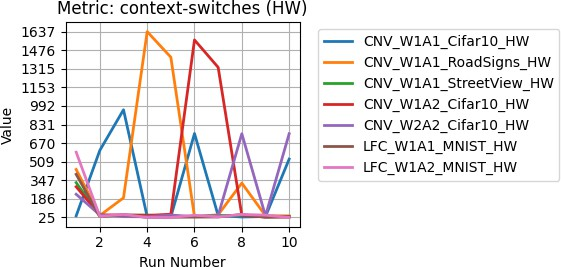 Metric: context-switches (HW)
1637
1476
1315
1153
992
831
670
509
347
186
25
Value
2
4
6
8
10
Run Number
CNV_W1A1_Cifar10_HW
CNV_W1A1_RoadSigns_HW
CNV_W1A1_StreetView_HW
CNV_W1A2_Cifar10_HW
CNV_W2A2_Cifar10_HW
LFC_W1A1_MNIST_HW
LFC_W1A2_MNIST_HW